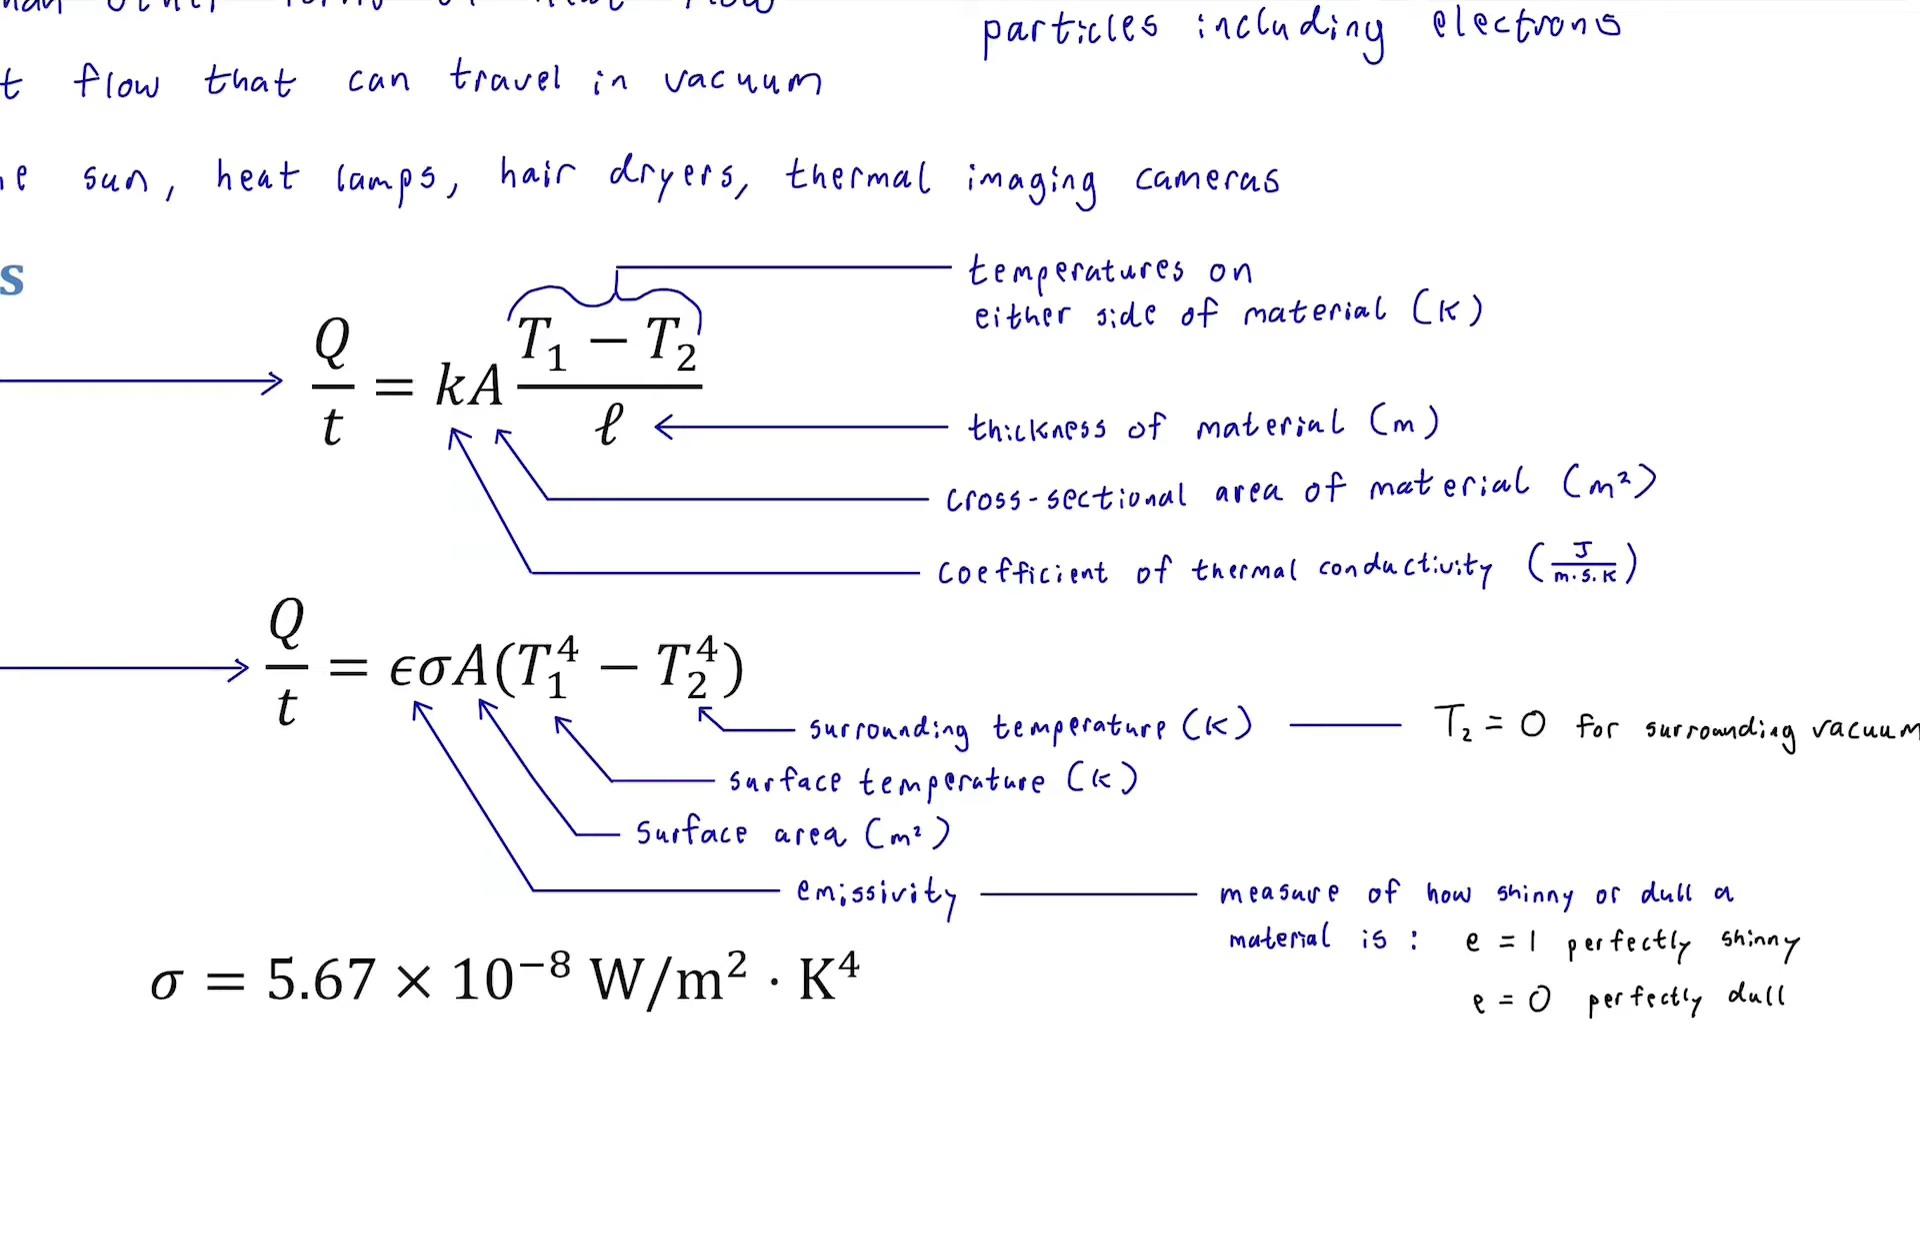 particles including electrons
flow that can travel in vacuum
sun, heat lamps, hair dryers, thermal imaging cameras
s
temperatures on
either side of material (K)
Q/t = kA (T₁ − T₂)/ℓ
thickness of material (m)
cross-sectional area of material (m²)
coefficient of thermal conductivity (J/m.s.K)
Q/t = ϵσA(T₁⁴ − T₂⁴)
surrounding temperature (K) — T₂ = 0 for surrounding vacuum
surface temperature (K)
surface area (m²)
emissivity — measure of how shinny or dull a
material is : e = 1 perfectly shinny
e = 0 perfectly dull
σ = 5.67 × 10⁻⁸ W/m² · K⁴